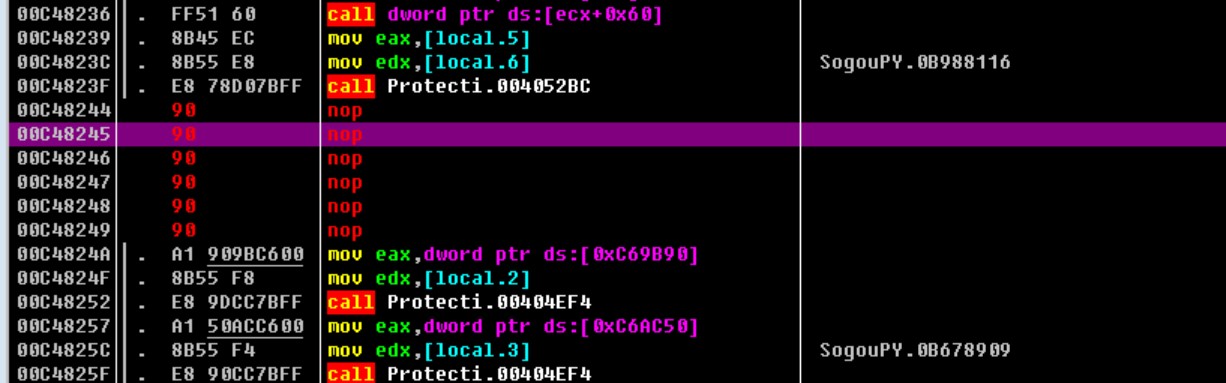 00C48236 . FF51 60 call dword ptr ds:[ecx+0x60]
00C48239 . 8B45 EC mov eax,[local.5]
00C4823C . 8B55 E8 mov edx,[local.6] SogouPY.0B988116
00C4823F . E8 78D07BFF call Protecti.004052BC
00C48244 90 nop
00C48245 90 nop
00C48246 90 nop
00C48247 90 nop
00C48248 90 nop
00C48249 90 nop
00C4824A . A1 909BC600 mov eax,dword ptr ds:[0xC69B90]
00C4824F . 8B55 F8 mov edx,[local.2]
00C48252 . E8 9DCC7BFF call Protecti.00404EF4
00C48257 . A1 50ACC600 mov eax,dword ptr ds:[0xC6AC50]
00C4825C . 8B55 F4 mov edx,[local.3] SogouPY.0B678909
00C4825F . E8 90CC7BFF call Protecti.00404EF4